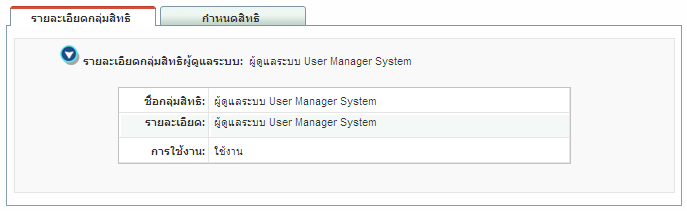 รายละเอียดกลุ่มสิทธิ กำหนดสิทธิ
รายละเอียดกลุ่มสิทธิผู้ดูแลระบบ: ผู้ดูแลระบบ User Manager System
ชื่อกลุ่มสิทธิ: ผู้ดูแลระบบ User Manager System
รายละเอียด: ผู้ดูแลระบบ User Manager System
การใช้งาน: ใช้งาน